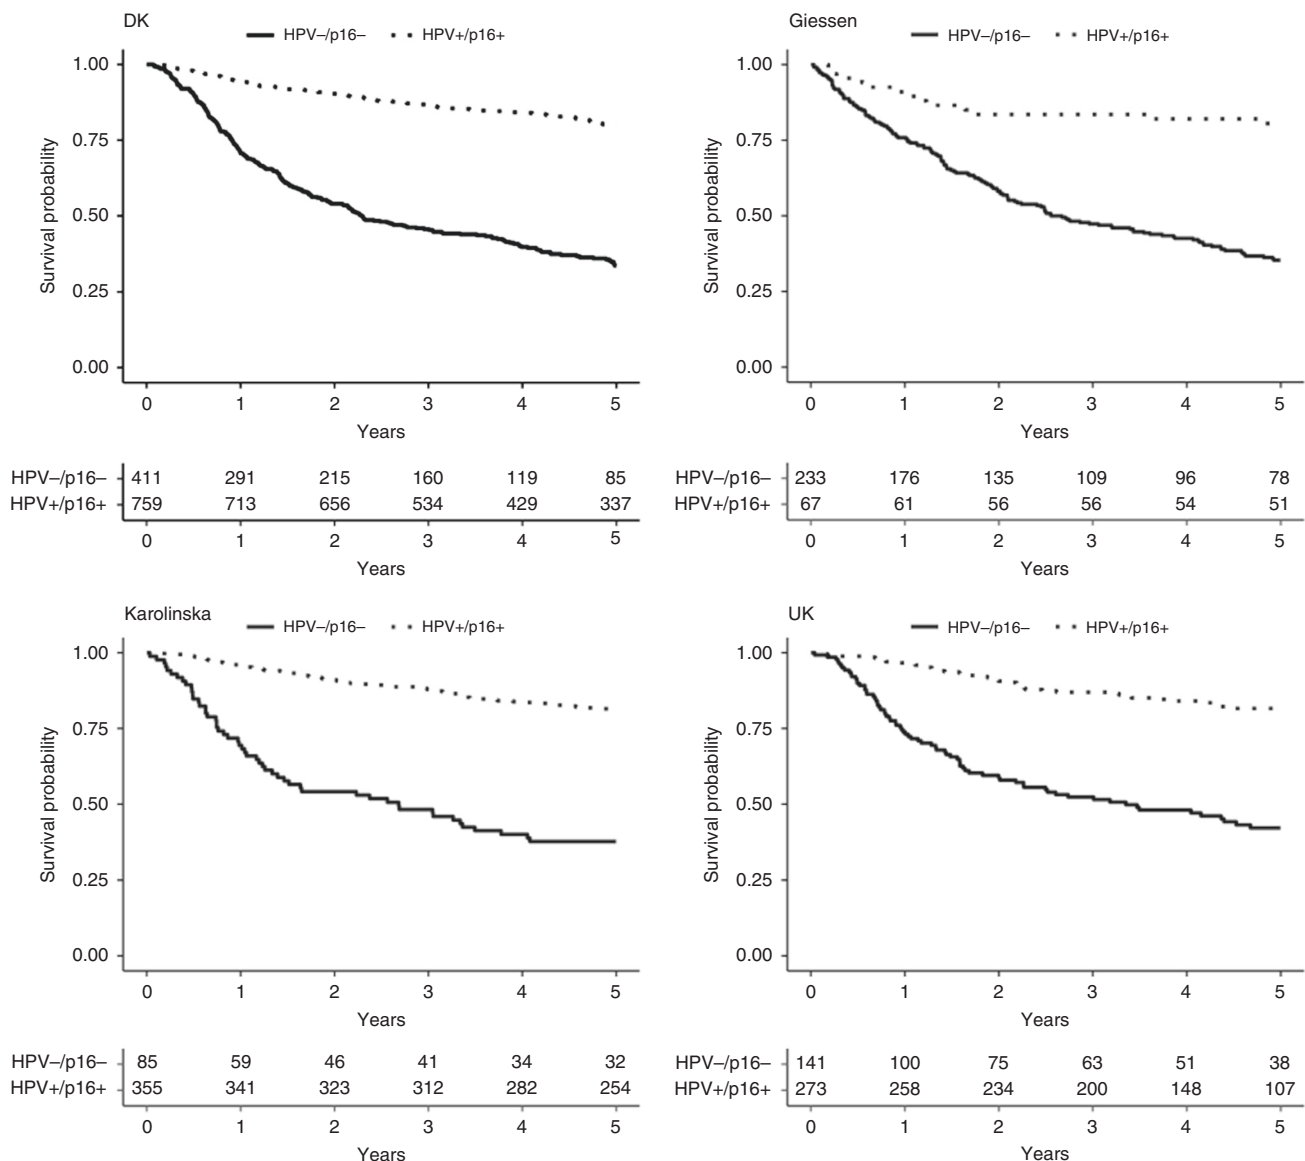 DK
HPV–/p16– HPV+/p16+
1.00
0.75
0.50
0.25
0.00
Survival probability
0 1 2 3 4 5
Years
HPV–/p16– 411 291 215 160 119 85
HPV+/p16+ 759 713 656 534 429 337
0 1 2 3 4 5
Years
Giessen
HPV–/p16– HPV+/p16+
1.00
0.75
0.50
0.25
0.00
Survival probability
0 1 2 3 4 5
Years
HPV–/p16– 233 176 135 109 96 78
HPV+/p16+ 67 61 56 56 54 51
0 1 2 3 4 5
Years
Karolinska
HPV–/p16– HPV+/p16+
1.00
0.75
0.50
0.25
0.00
Survival probability
0 1 2 3 4 5
Years
HPV–/p16– 85 59 46 41 34 32
HPV+/p16+ 355 341 323 312 282 254
0 1 2 3 4 5
Years
UK
HPV–/p16– HPV+/p16+
1.00
0.75
0.50
0.25
0.00
Survival probability
0 1 2 3 4 5
Years
HPV–/p16– 141 100 75 63 51 38
HPV+/p16+ 273 258 234 200 148 107
0 1 2 3 4 5
Years